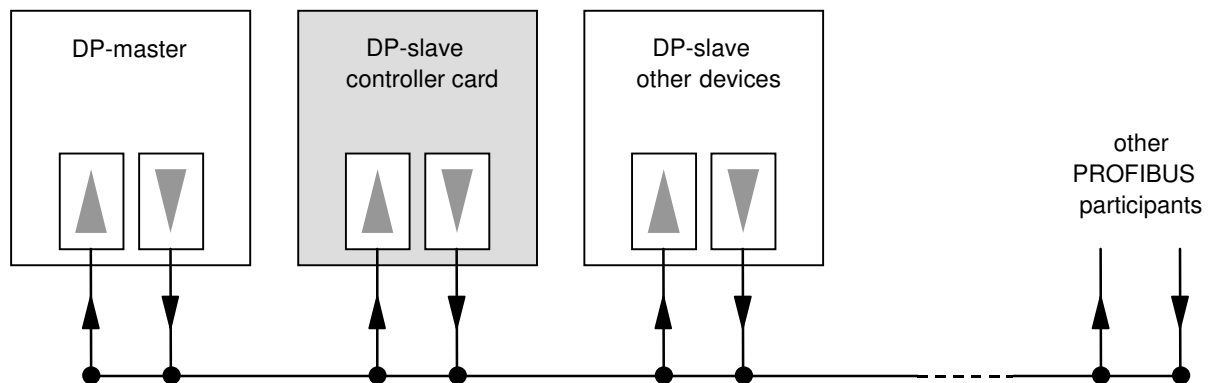 DP-master
DP-slave
controller card
DP-slave
other devices
other
PROFIBUS
participants